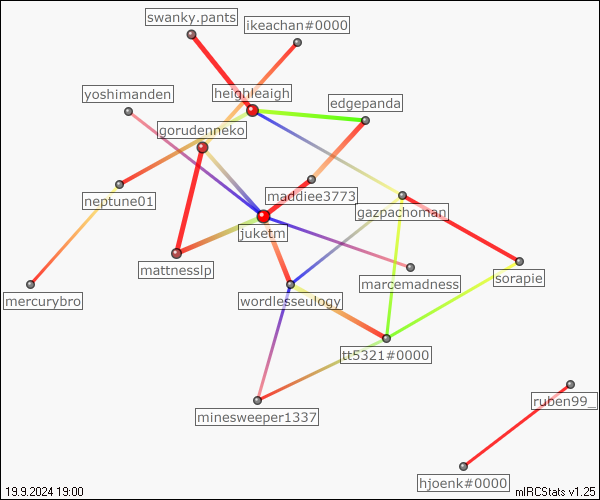 swanky.pants
ikeachan#0000
yoshimanden
heighleaigh
edgepanda
gorudenneko
maddiee3773
neptune01
gazpachoman
juketm
mattnesslp
marcemadness
sorapie
mercurybro
wordlesseulogy
tt5321#0000
minesweeper1337
ruben99_
hjoenk#0000
19.9.2024 19:00
mIRCStats v1.25